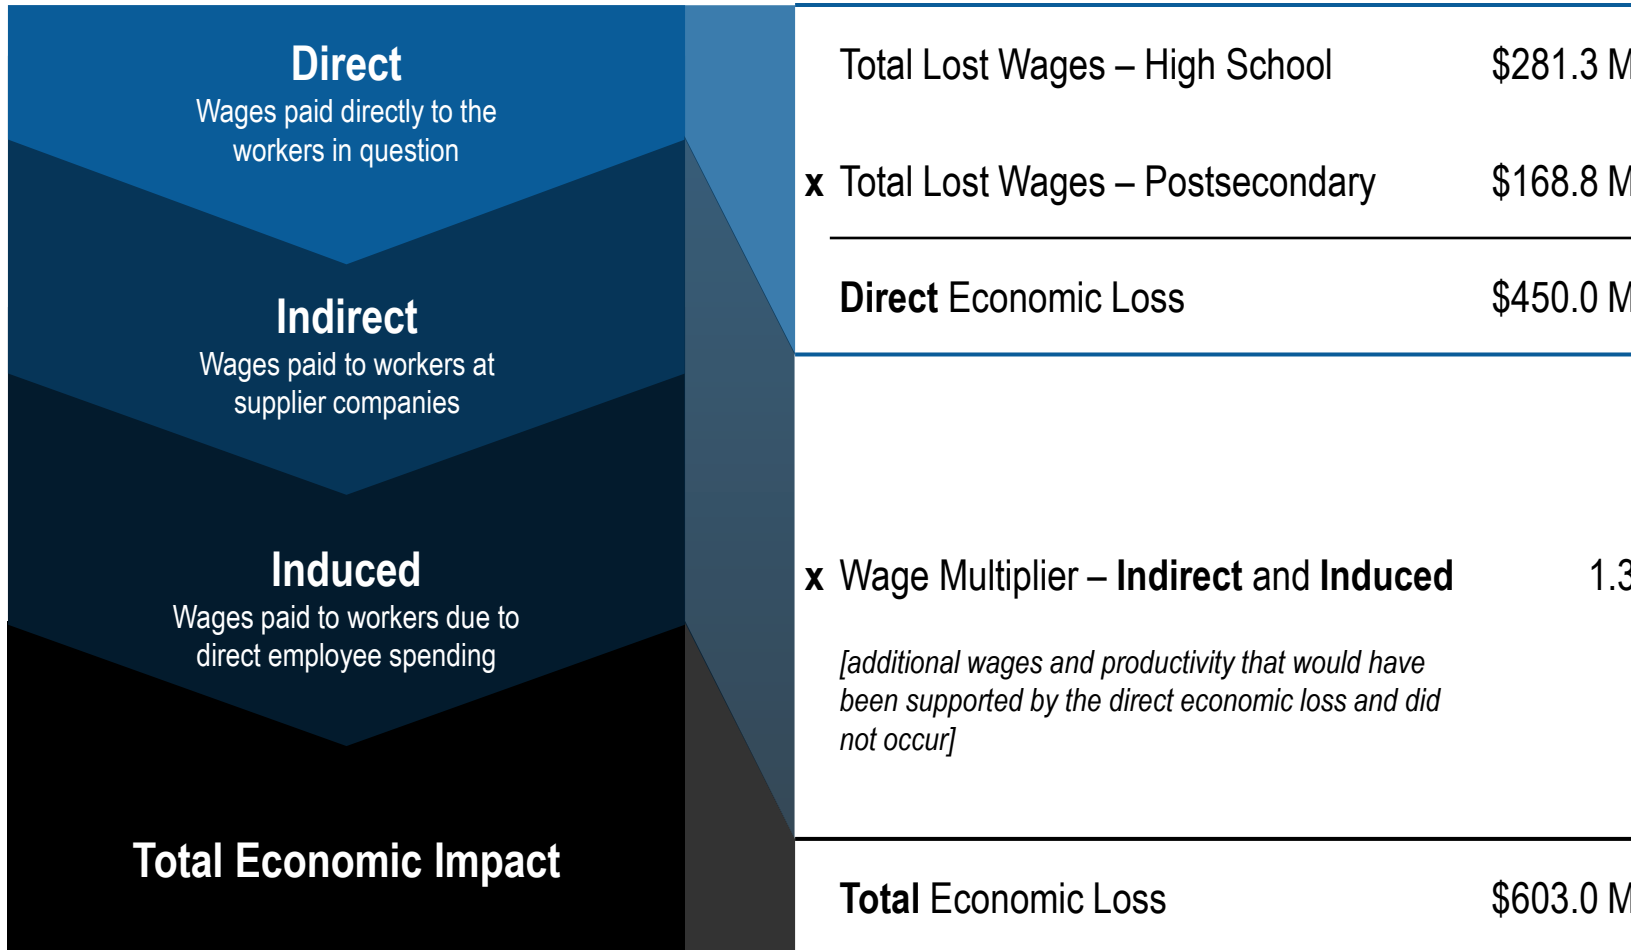 Direct
Wages paid directly to the
workers in question
Indirect
Wages paid to workers at
supplier companies
Induced
Wages paid to workers due to
direct employee spending
Total Economic Impact
Total Lost Wages – High School $281.3 M
x Total Lost Wages – Postsecondary $168.8 M
Direct Economic Loss $450.0 M
x Wage Multiplier – Indirect and Induced 1.3
[additional wages and productivity that would have
been supported by the direct economic loss and did
not occur]
Total Economic Loss $603.0 M